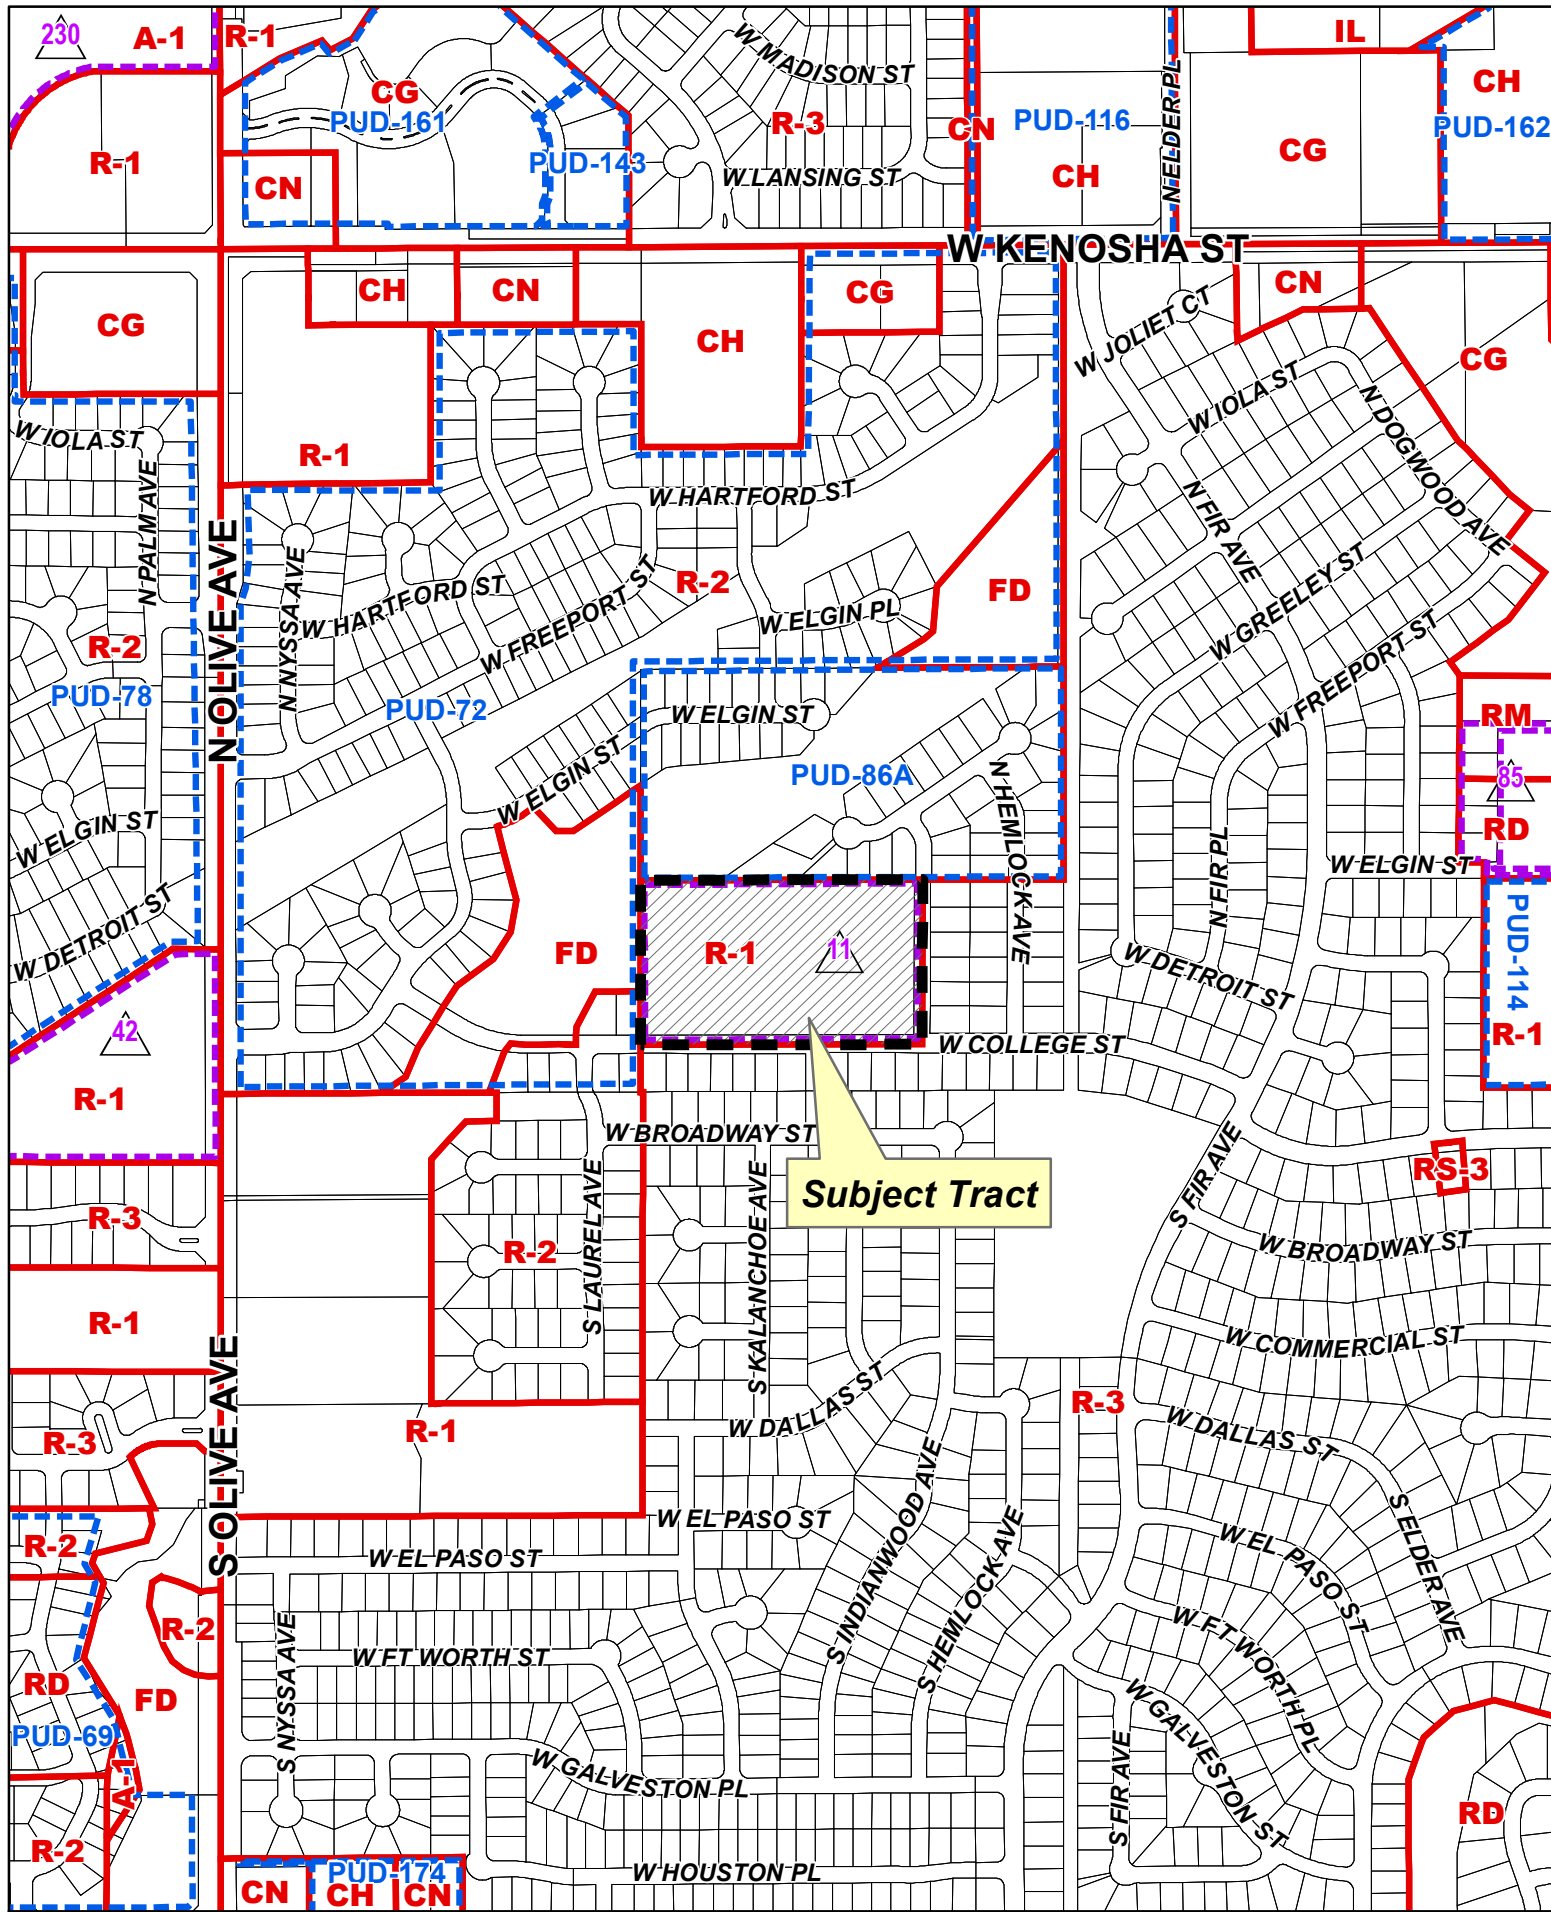 230
A-1
R-1
IL
W MADISON ST
CG
PUD-161
R-3
CN
PUD-116
N ELDER PL
CH
PUD-162
R-1
CN
PUD-143
W LANSING ST
CH
CG
W KENOSHA ST
CG
CH
CN
CH
CG
CN
W JOLIET CT
CG
W IOLA ST
R-1
W IOLA ST
N DOGWOOD AVE
N PALM AVE
N OLIVE AVE
N NYSSA AVE
W HARTFORD ST
W HARTFORD ST
W FREEPORT ST
R-2
W ELGIN PL
FD
N FIR AVE
W GREELEY ST
W FREEPORT ST
R-2
PUD-78
PUD-72
W ELGIN ST
W ELGIN ST
PUD-86A
N HEMLOCK AVE
N FIR PL
RM
85
RD
W ELGIN ST
W ELGIN ST
W DETROIT ST
FD
R-1
11
W DETROIT ST
PUD-114
R-1
42
R-1
W COLLEGE ST
W BROADWAY ST
Subject Tract
S FIR AVE
RS-3
W BROADWAY ST
R-3
R-2
S LAUREL AVE
S KALANCHOE AVE
R-1
S OLIVE AVE
W COMMERCIAL ST
W DALLAS ST
R-3
W DALLAS ST
R-3
R-1
R-2
W EL PASO ST
W EL PASO ST
S INDIANWOOD AVE
S HEMLOCK AVE
W EL PASO ST
S ELDER AVE
R-2
S NYSSA AVE
W FT WORTH ST
W FT WORTH PL
RD
FD
PUD-69
A-1
W GALVESTON PL
S FIR AVE
W GALVESTON ST
RD
R-2
CN
PUD-174
CH
CN
W HOUSTON PL